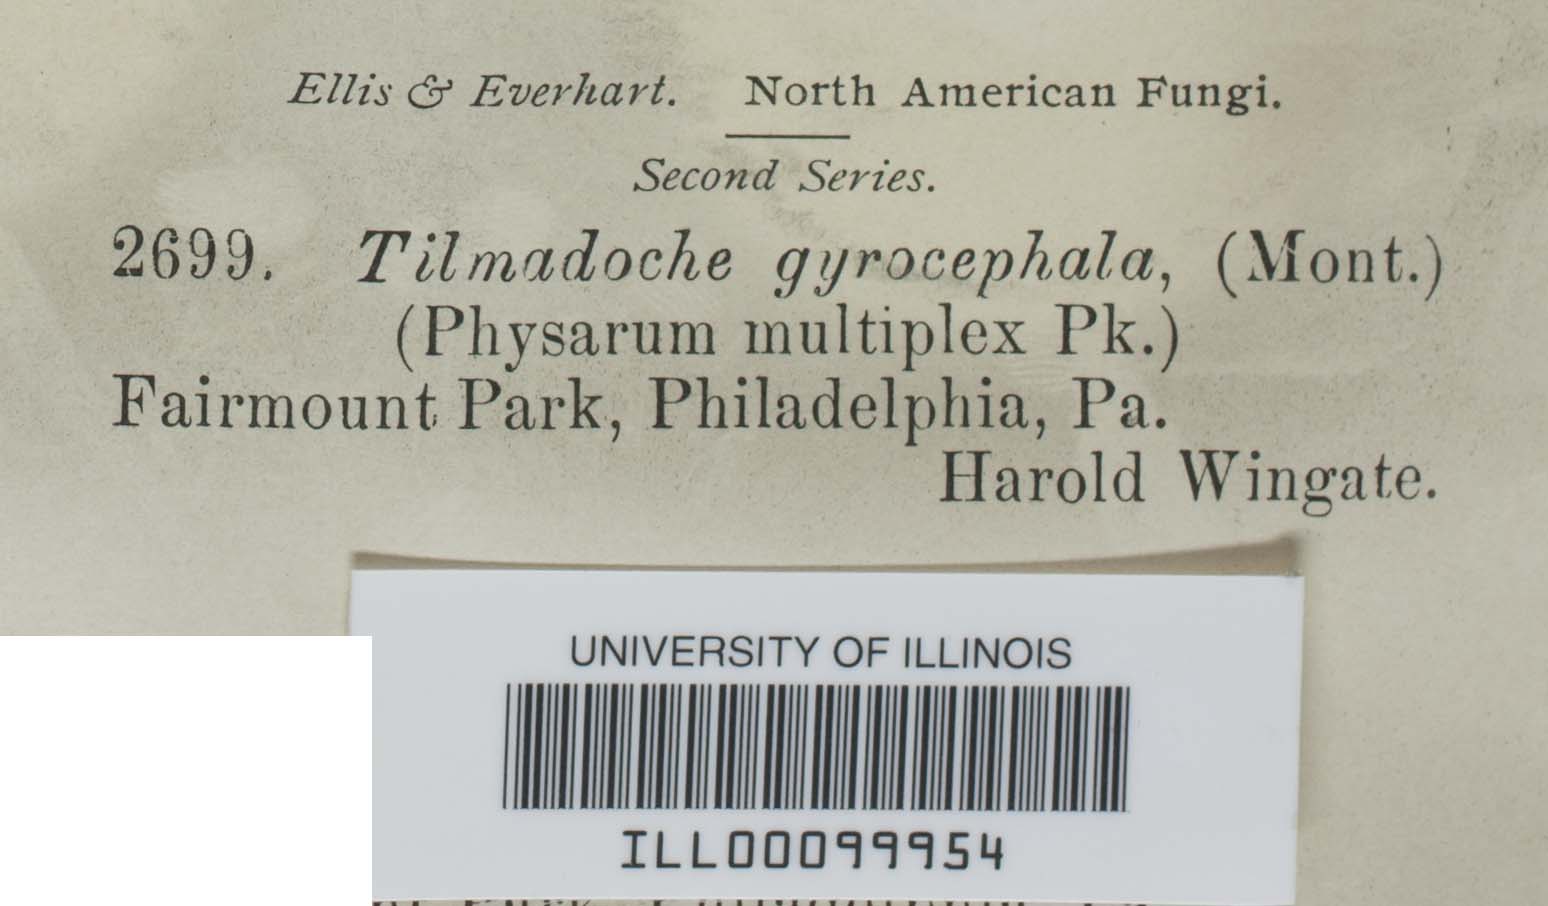 Ellis & Everhart. North American Fungi.
Second Series.
2699. Tilmadoche gyrocephala, (Mont.)
(Physarum multiplex Pk.)
Fairmount Park, Philadelphia, Pa.
Harold Wingate.
UNIVERSITY OF ILLINOIS
ILL00099954